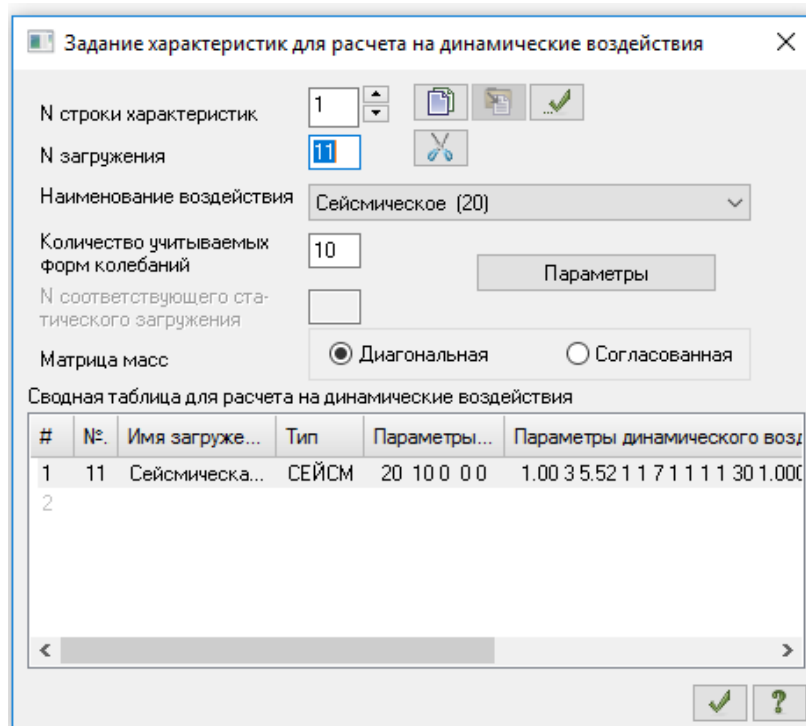 Задание характеристик для расчета на динамические воздействия
N строки характеристик 1
N загружения 11
Наименование воздействия Сейсмическое (20)
Количество учитываемых
форм колебаний 10
Параметры
N соответствующего ста-
тического загружения
Матрица масс Диагональная Согласованная
Сводная таблица для расчета на динамические воздействия
# №. Имя загруже... Тип Параметры... Параметры динамического возд
1 11 Сейсмическа... СЕЙСМ 20 10 0 0 0 1.00 3 5.52 1 1 7 1 1 1 1 30 1.000
2